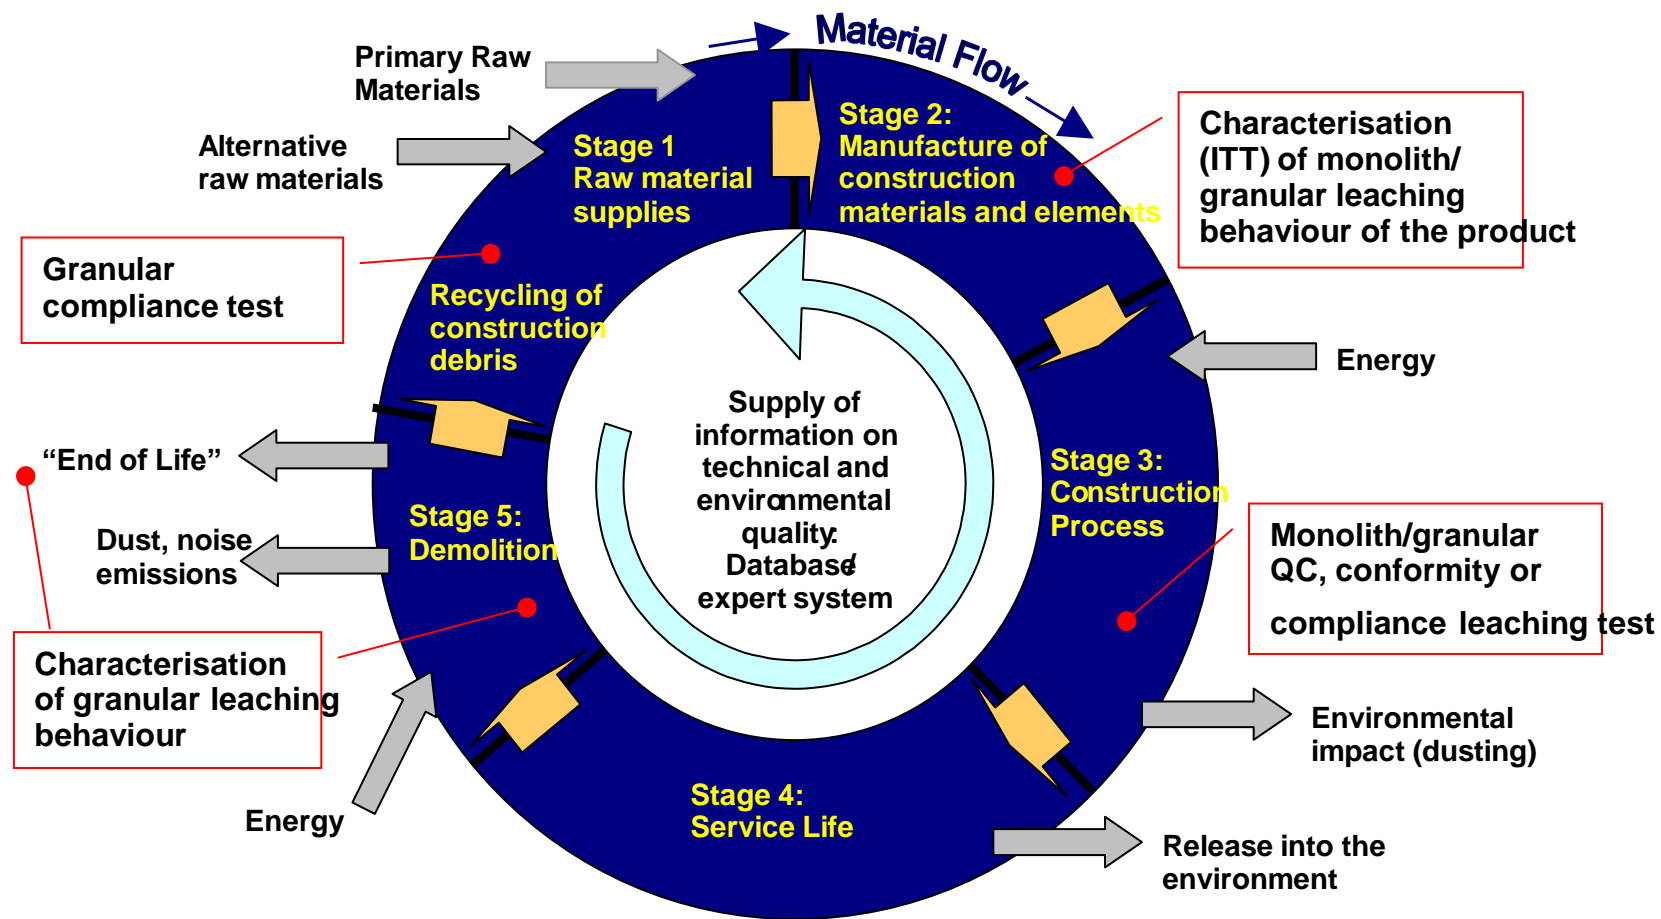 Material Flow
Primary Raw
Materials
Alternative
raw materials
Stage 1
Raw material
supplies
Stage 2:
Manufacture of
construction
materials and elements
Characterisation
(ITT) of monolith/
granular leaching
behaviour of the product
Granular
compliance test
Recycling of
construction
debris
Energy
Supply of
information on
technical and
environmental
quality:
Database/
expert system
Stage 3:
Construction
Process
“End of Life”
Stage 5:
Demolition
Dust, noise
emissions
Monolith/granular
QC, conformity or
compliance leaching test
Characterisation
of granular leaching
behaviour
Environmental
impact (dusting)
Energy
Stage 4:
Service Life
Release into the
environment